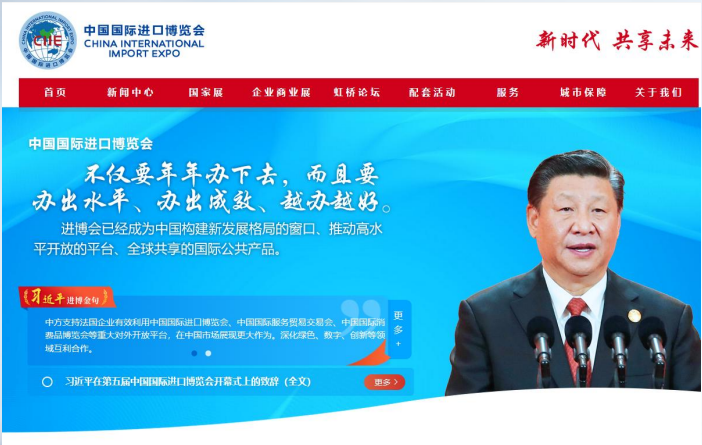 中国国际进口博览会
CHINA INTERNATIONAL
IMPORT EXPO
CIIE
新时代 共享未来
首页 新闻中心 国家展 企业商业展 虹桥论坛 配套活动 服务 城市保障 关于我们
中国国际进口博览会
不仅要年年办下去，而且要
办出水平、办出成效、越办越好。
进博会已经成为中国构建新发展格局的窗口、推动高水
平开放的平台、全球共享的国际公共产品。
习近平进博金句
中方支持法国企业有效利用中国国际进口博览会、中国国际服务贸易交易会、中国国际消
费品博览会等重大对外开放平台，在中国市场展现更大作为。深化绿色、数字、创新等领
域互利合作。
更多+
习近平在第五届中国国际进口博览会开幕式上的致辞 (全文)
更多 >